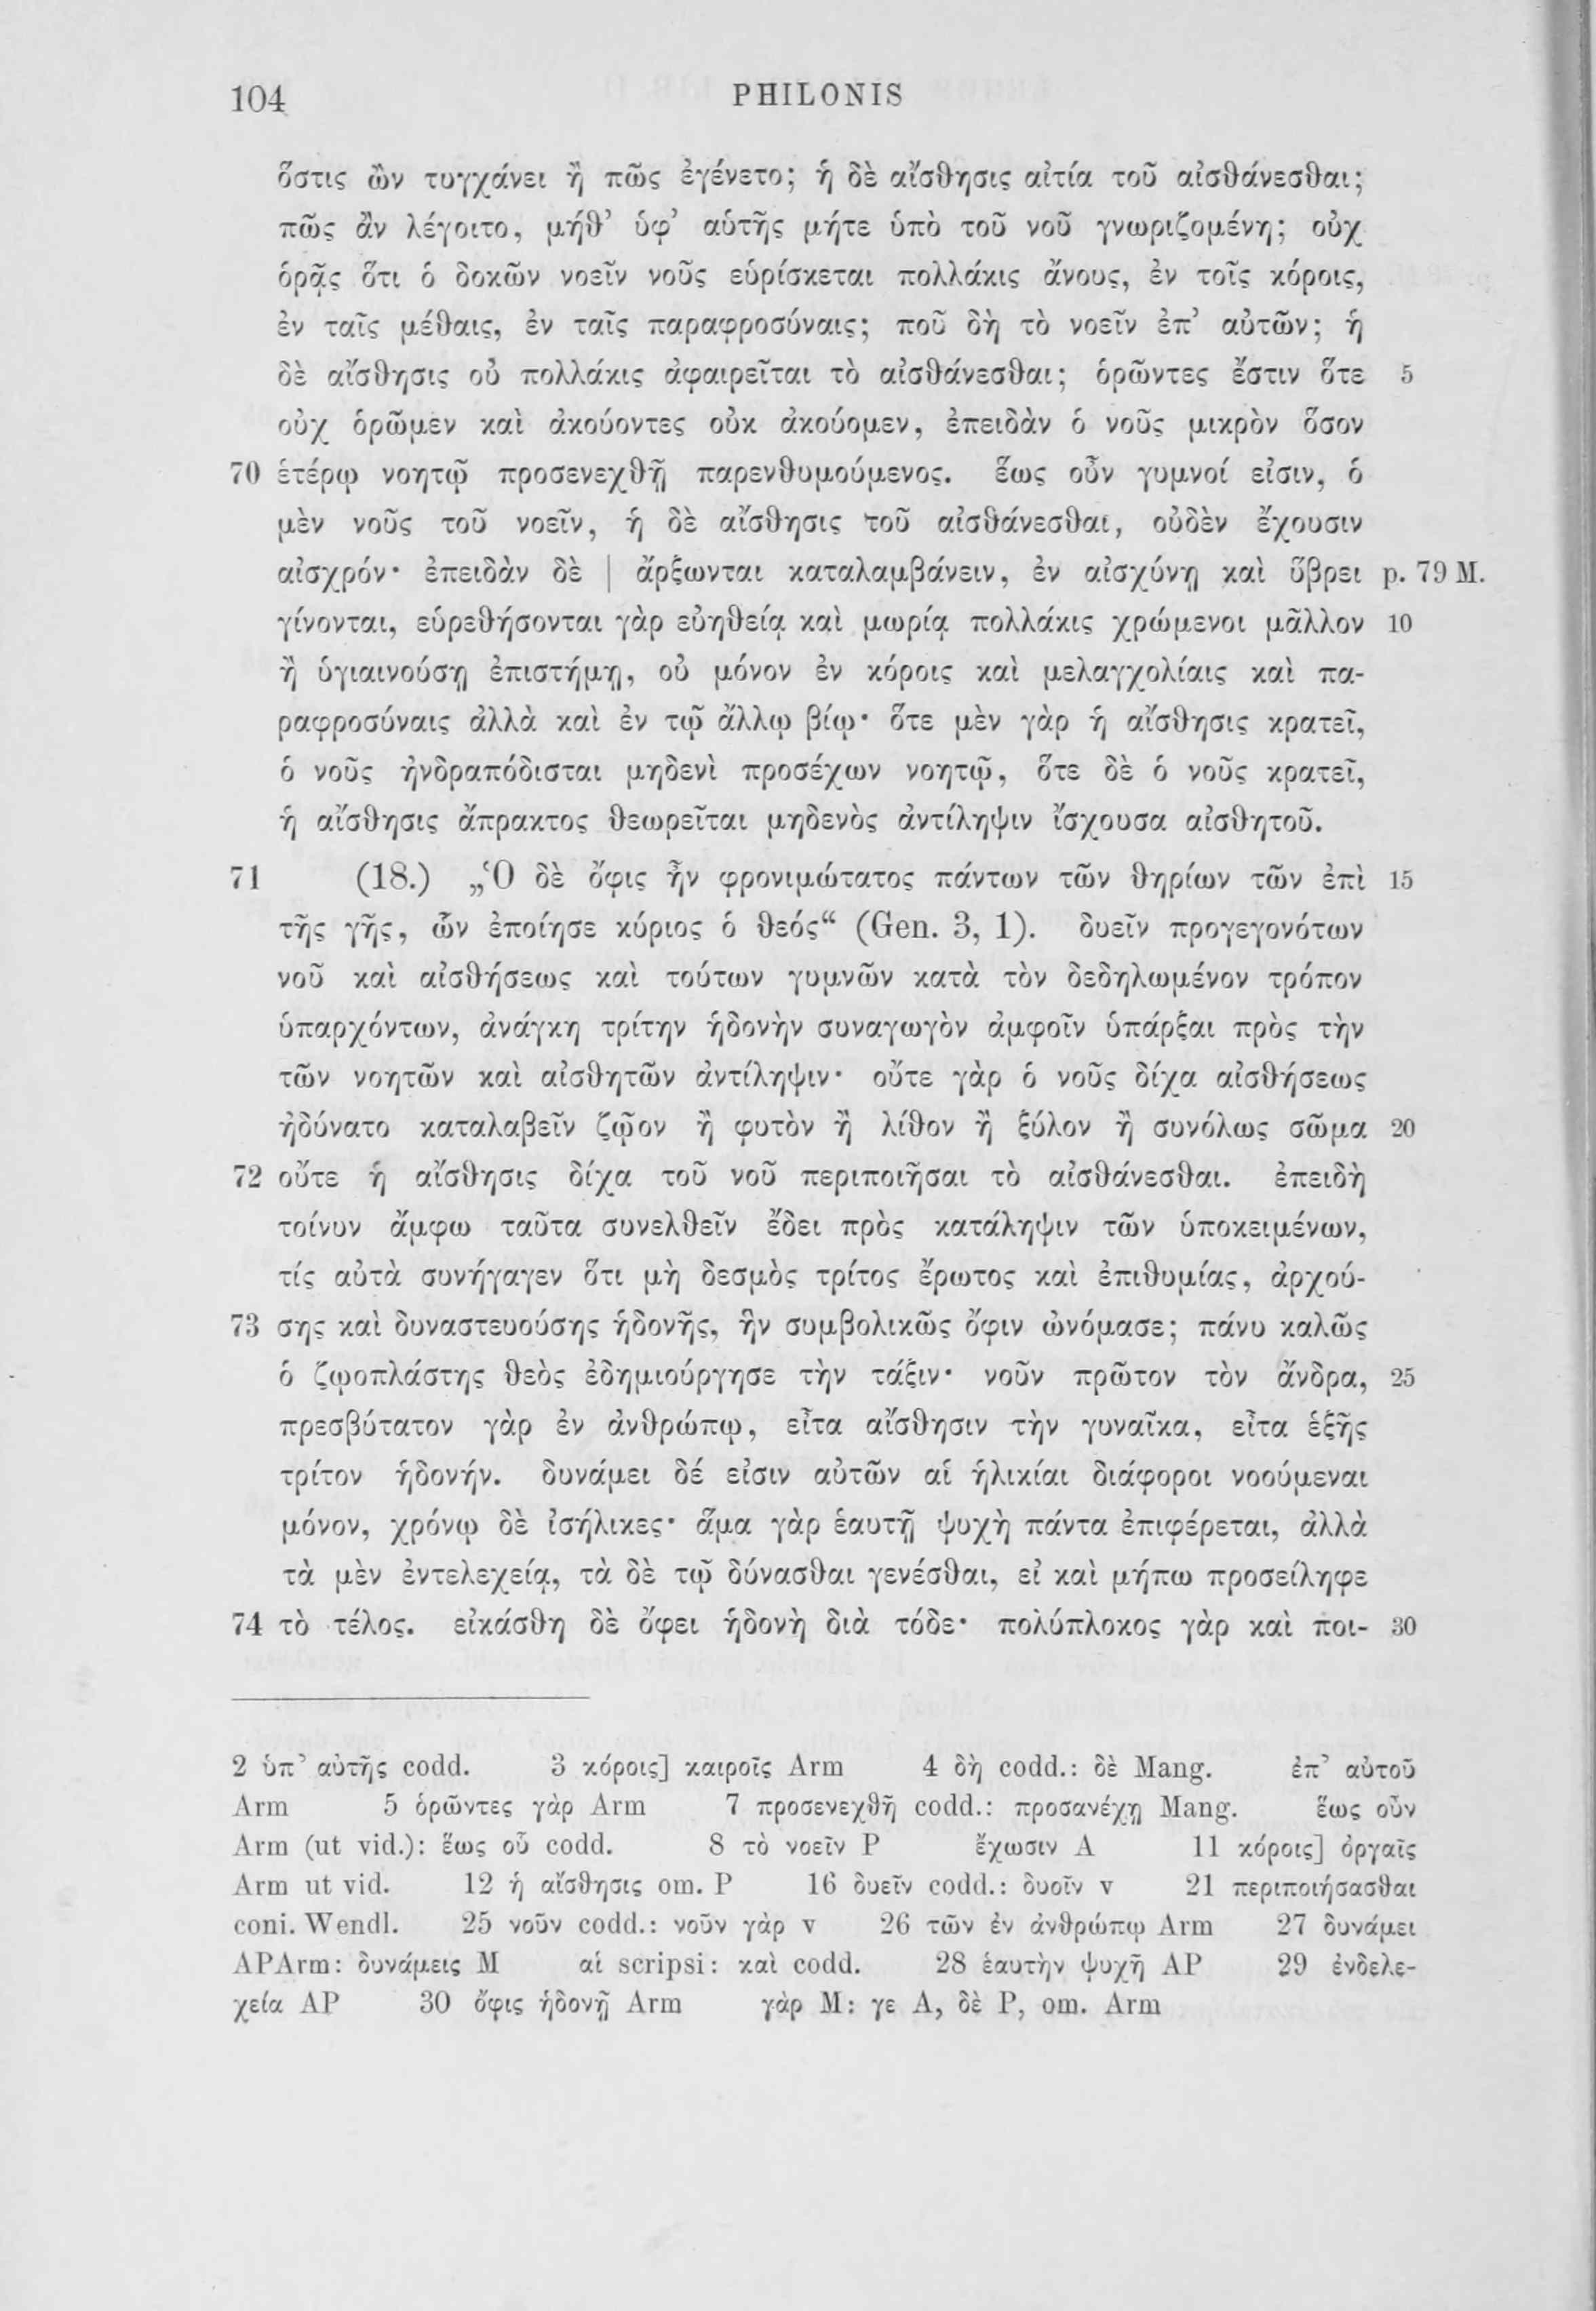 104 PHILONIS
ὅστις ὢν τυγχάνει ἢ πῶς ἐγένετο; ἡ δὲ αἴσθησις αἰτία τοῦ αἰσθάνεσθαι;
πῶς ἂν λέγοιτο, μήθ’ ὑφ’ αὑτῆς μήτε ὑπὸ τοῦ νοῦ γνωριζομένη; οὐχ
ὁρᾷς ὅτι ὁ δοκῶν νοεῖν νοῦς εὑρίσκεται πολλάκις ἄνους, ἐν τοῖς κόροις,
ἐν ταῖς μέθαις, ἐν ταῖς παραφροσύναις; ποῦ δὴ τὸ νοεῖν ἐπ’ αὐτῶν; ἡ
δὲ αἴσθησις οὐ πολλάκις ἀφαιρεῖται τὸ αἰσθάνεσθαι; ὁρῶντες ἔστιν ὅτε 5
οὐχ ὁρῶμεν καὶ ἀκούοντες οὐκ ἀκούομεν, ἐπειδὰν ὁ νοῦς μικρὸν ὅσον
70 ἑτέρῳ νοητῷ προσενεχθῇ παρενθυμούμενος. ἕως οὖν γυμνοί εἰσιν, ὁ
μὲν νοῦς τοῦ νοεῖν, ἡ δὲ αἴσθησις τοῦ αἰσθάνεσθαι, οὐδὲν ἔχουσιν
αἰσχρόν· ἐπειδὰν δὲ | ἄρξωνται καταλαμβάνειν, ἐν αἰσχύνῃ καὶ ὕβρει p. 79 M.
γίνονται, εὑρεθήσονται γὰρ εὐηθείᾳ καὶ μωρίᾳ πολλάκις χρώμενοι μᾶλλον 10
ἢ ὑγιαινούσῃ ἐπιστήμῃ, οὐ μόνον ἐν κόροις καὶ μελαγχολίαις καὶ πα-
ραφροσύναις ἀλλὰ καὶ ἐν τῷ ἄλλῳ βίῳ· ὅτε μὲν γὰρ ἡ αἴσθησις κρατεῖ,
ὁ νοῦς ἠνδραπόδισται μηδενὶ προσέχων νοητῷ, ὅτε δὲ ὁ νοῦς κρατεῖ,
ἡ αἴσθησις ἄπρακτος θεωρεῖται μηδενὸς ἀντίληψιν ἴσχουσα αἰσθητοῦ.
71 (18.) „Ὁ δὲ ὄφις ἦν φρονιμώτατος πάντων τῶν θηρίων τῶν ἐπὶ 15
τῆς γῆς, ὧν ἐποίησε κύριος ὁ θεός“ (Gen. 3, 1). δυεῖν προγεγονότων
νοῦ καὶ αἰσθήσεως καὶ τούτων γυμνῶν κατὰ τὸν δεδηλωμένον τρόπον
ὑπαρχόντων, ἀνάγκη τρίτην ἡδονὴν συναγωγὸν ἀμφοῖν ὑπάρξαι πρὸς τὴν
τῶν νοητῶν καὶ αἰσθητῶν ἀντίληψιν· οὔτε γὰρ ὁ νοῦς δίχα αἰσθήσεως
ἠδύνατο καταλαβεῖν ζῷον ἢ φυτὸν ἢ λίθον ἢ ξύλον ἢ συνόλως σῶμα 20
72 οὔτε ἡ αἴσθησις δίχα τοῦ νοῦ περιποιῆσαι τὸ αἰσθάνεσθαι. ἐπειδὴ
τοίνυν ἄμφω ταῦτα συνελθεῖν ἔδει πρὸς κατάληψιν τῶν ὑποκειμένων,
τίς αὐτὰ συνήγαγεν ὅτι μὴ δεσμὸς τρίτος ἔρωτος καὶ ἐπιθυμίας, ἀρχού-
73 σης καὶ δυναστευούσης ἡδονῆς, ἣν συμβολικῶς ὄφιν ὠνόμασε; πάνυ καλῶς
ὁ ζῳοπλάστης θεὸς ἐδημιούργησε τὴν τάξιν· νοῦν πρῶτον τὸν ἄνδρα, 25
πρεσβύτατον γὰρ ἐν ἀνθρώπῳ, εἶτα αἴσθησιν τὴν γυναῖκα, εἶτα ἑξῆς
τρίτον ἡδονήν. δυνάμει δέ εἰσιν αὐτῶν αἱ ἡλικίαι διάφοροι νοούμεναι
μόνον, χρόνῳ δὲ ἰσήλικες· ἅμα γὰρ ἑαυτῇ ψυχὴ πάντα ἐπιφέρεται, ἀλλὰ
τὰ μὲν ἐντελεχείᾳ, τὰ δὲ τῷ δύνασθαι γενέσθαι, εἰ καὶ μήπω προσείληφε
74 τὸ τέλος. εἰκάσθη δὲ ὄφει ἡδονὴ διὰ τόδε· πολύπλοκος γὰρ καὶ ποι- 30
2 ὑπ’ αὐτῆς codd. 3 κόροις] καιροῖς Arm 4 δὴ codd.: δὲ Mang. ἐπ’ αὐτοῦ
Arm 5 ὁρῶντες γὰρ Arm 7 προσενεχθῇ codd.: προσανέχῃ Mang. ἕως οὖν
Arm (ut vid.): ἕως οὗ codd. 8 τὸ νοεῖν P ἔχωσιν A 11 κόροις] ὀργαῖς
Arm ut vid. 12 ἡ αἴσθησις om. P 16 δυεῖν codd.: δυοῖν v 21 περιποιήσασθαι
coni. Wendl. 25 νοῦν codd.: νοῦν γὰρ v 26 τῶν ἐν ἀνθρώπῳ Arm 27 δυνάμει
APArm: δυνάμεις M αἱ scripsi: καὶ codd. 28 ἑαυτὴν ψυχῇ AP 29 ἐνδελε-
χείᾳ AP 30 ὄφις ἡδονῇ Arm γὰρ M: γε A, δὲ P, om. Arm